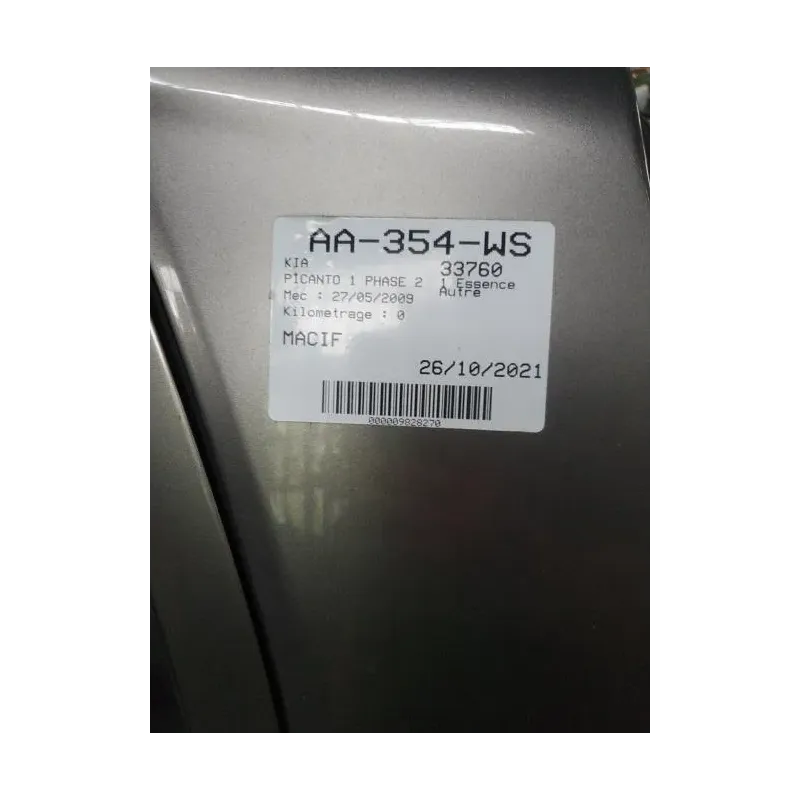 AA-354-WS
KIA 33760
PICANTO 1 PHASE 2 1 Essence
Mec : 27/05/2009 Autre
Kilometrage : 0
MACIF
26/10/2021
000009828270